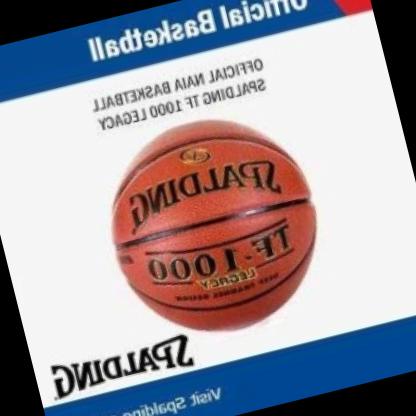 Official Basketball
OFFICIAL NAIA BASKETBALL
SPALDING TF 1000 LEGACY
SPALDING
TF-1000
LEGACY
SPALDING
Visit Spalding